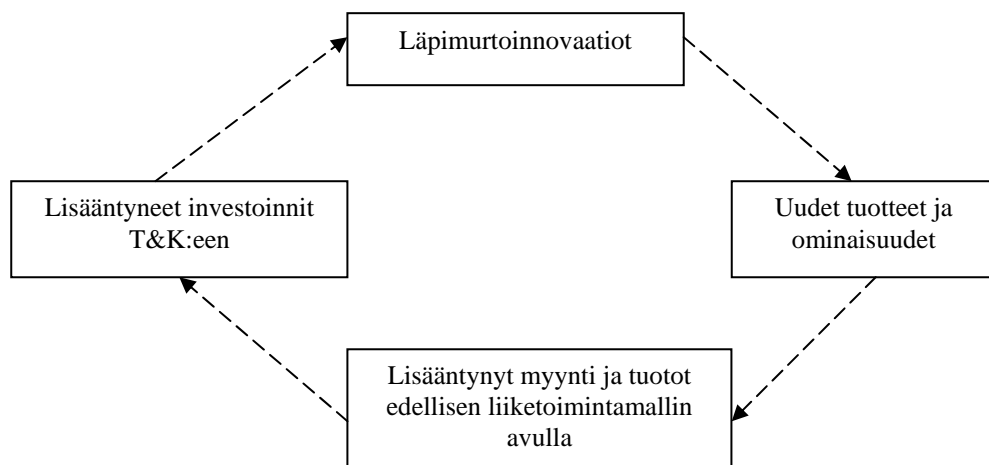 Läpimurtoinnovaatiot
Lisääntyneet investoinnit
T&K:een
Uudet tuotteet ja
ominaisuudet
Lisääntynyt myynti ja tuotot
edellisen liiketoimintamallin
avulla